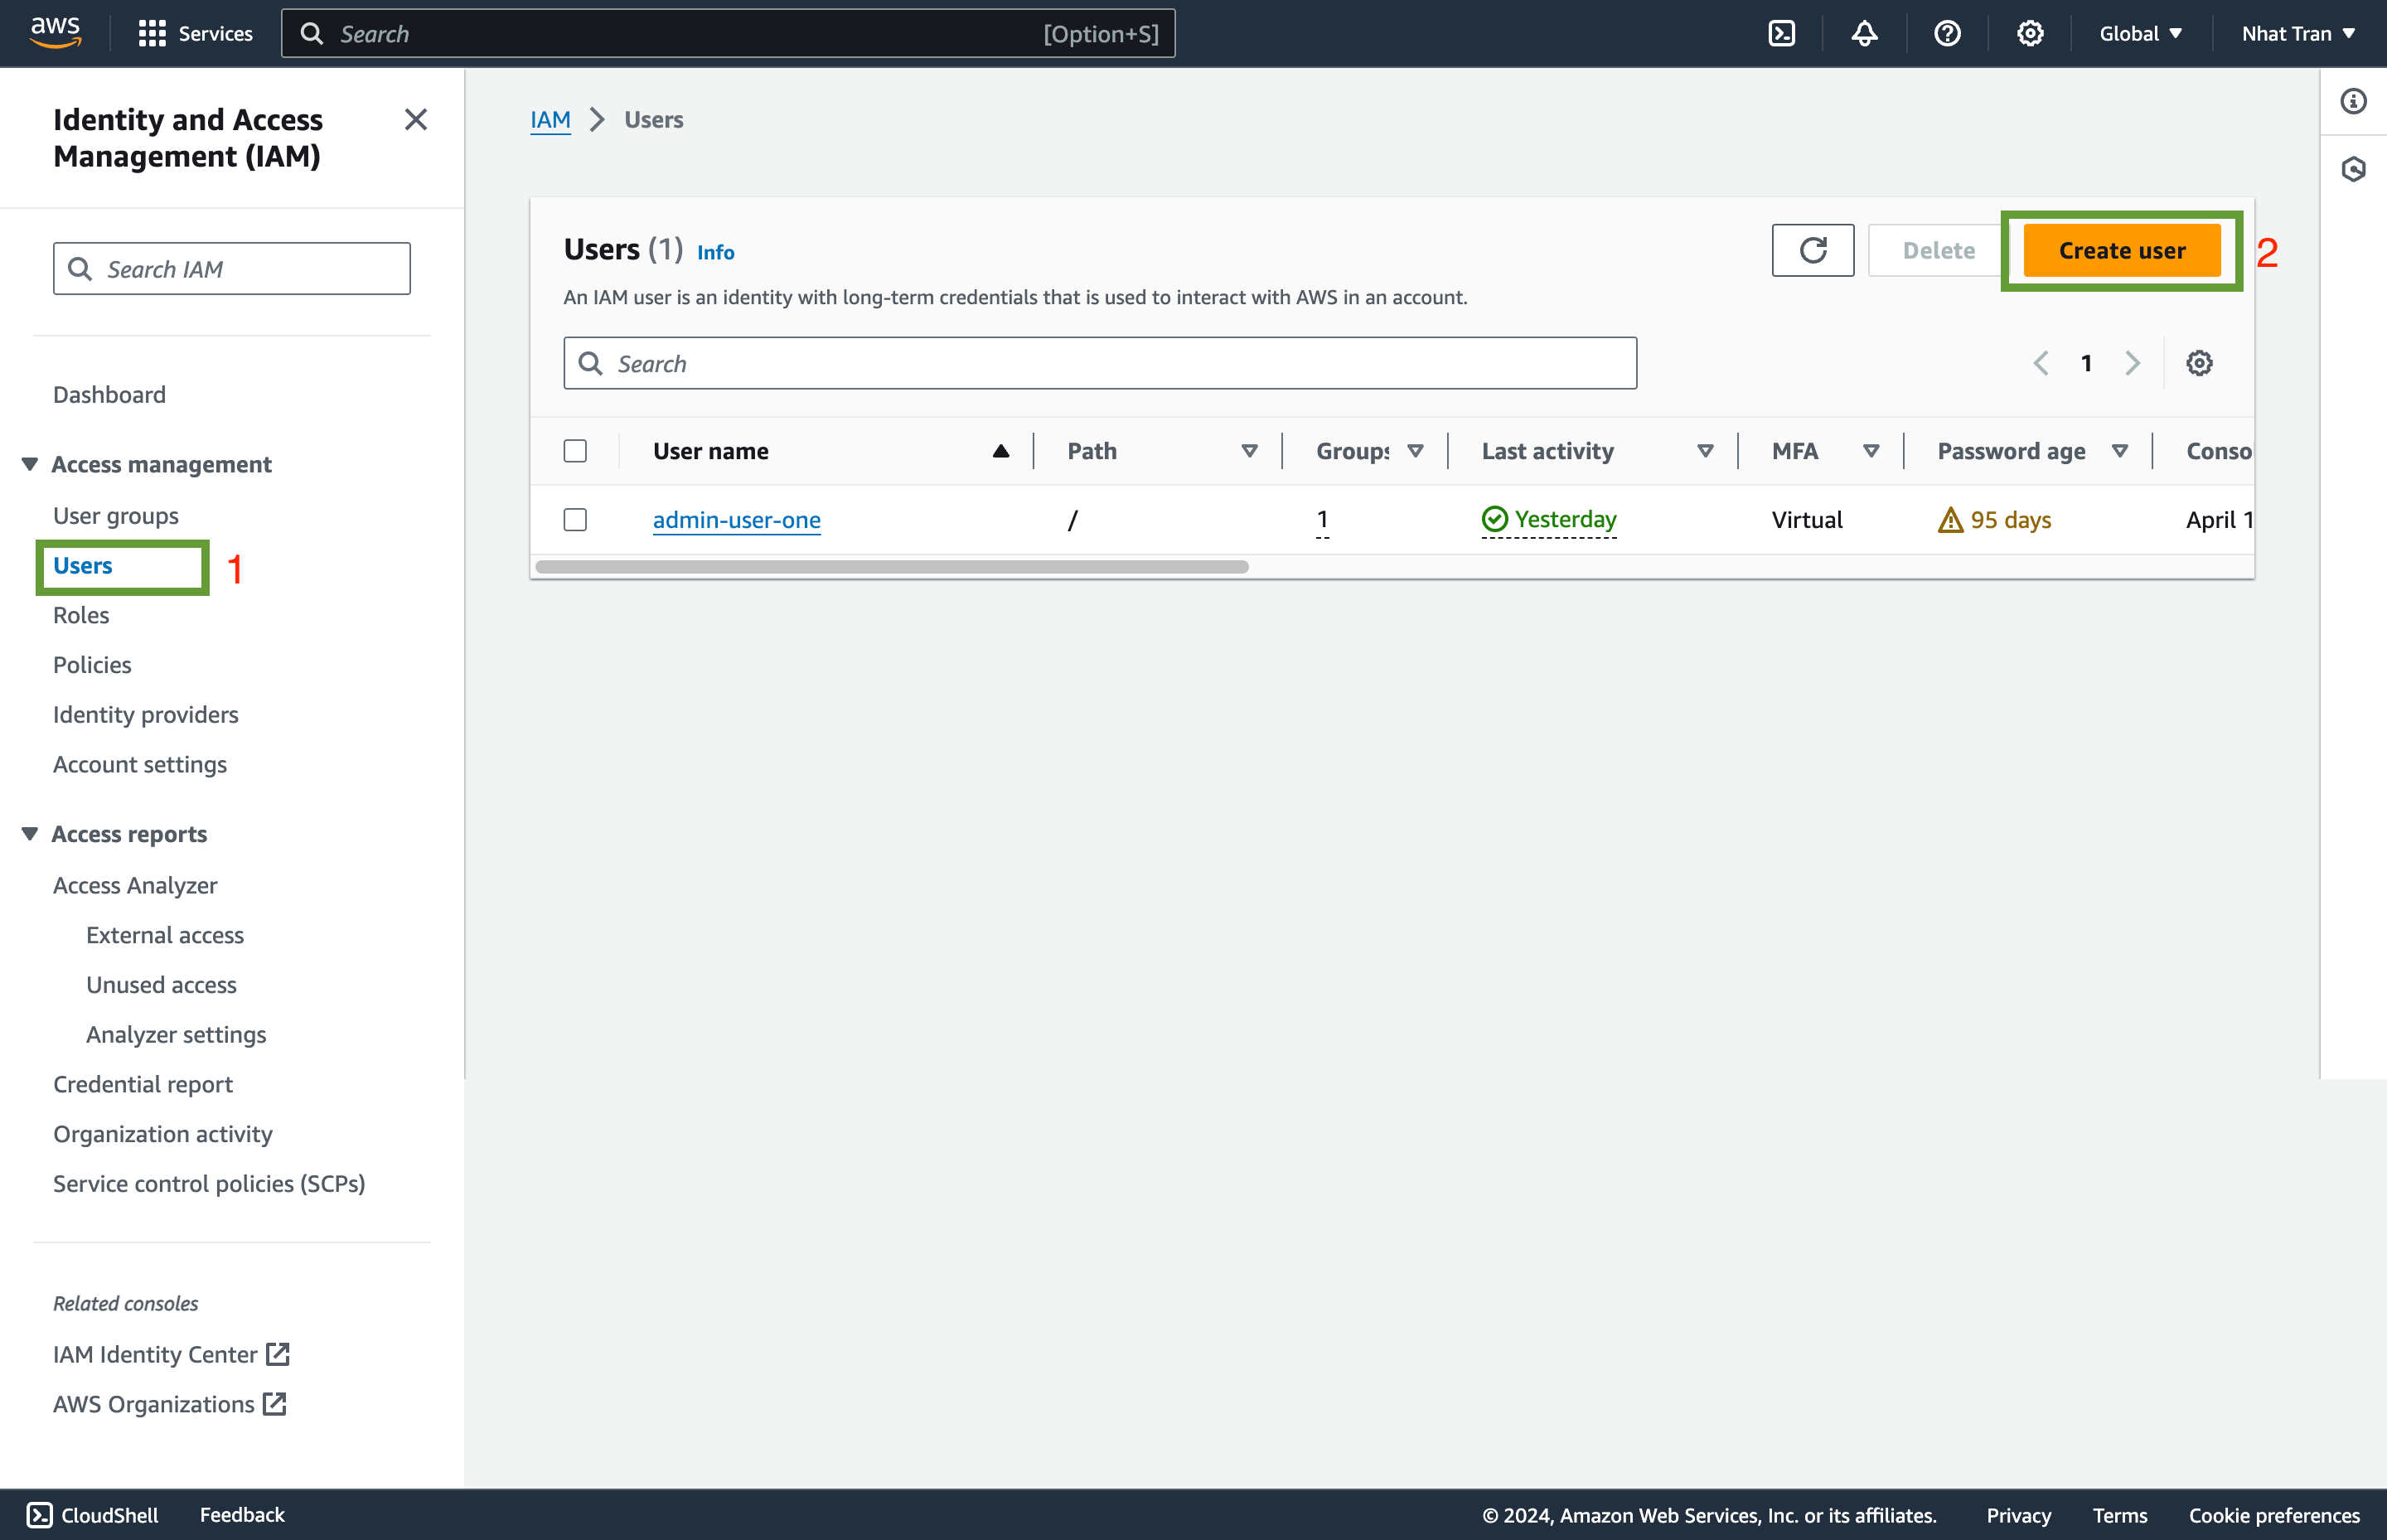 aws
Services
Search
[Option+S]
Global
Nhat Tran
Identity and Access
Management (IAM)
Search IAM
Dashboard
Access management
User groups
Users
1
Roles
Policies
Identity providers
Account settings
Access reports
Access Analyzer
External access
Unused access
Analyzer settings
Credential report
Organization activity
Service control policies (SCPs)
Related consoles
IAM Identity Center
AWS Organizations
IAM > Users
Users (1) Info
Delete
Create user
2
An IAM user is an identity with long-term credentials that is used to interact with AWS in an account.
Search
1
User name Path Groups Last activity MFA Password age Conso
admin-user-one / 1 Yesterday Virtual 95 days April 1
CloudShell
Feedback
© 2024, Amazon Web Services, Inc. or its affiliates.
Privacy
Terms
Cookie preferences